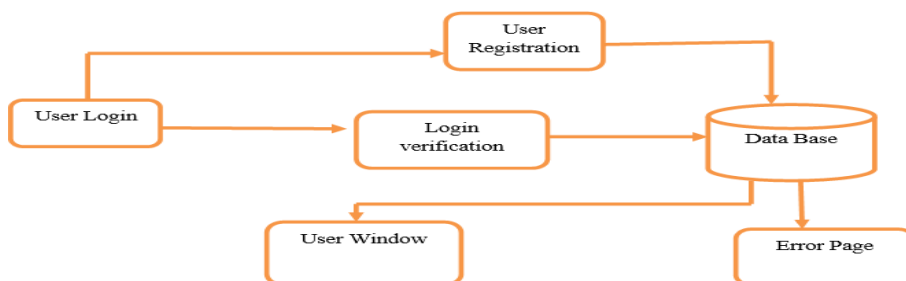 User
Registration
User Login
Login
verification
Data Base
User Window
Error Page